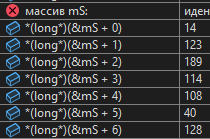 массив mS: иден
*(long*)(&mS + 0) 14
*(long*)(&mS + 1) 123
*(long*)(&mS + 2) 189
*(long*)(&mS + 3) 114
*(long*)(&mS + 4) 108
*(long*)(&mS + 5) 40
*(long*)(&mS + 6) 128